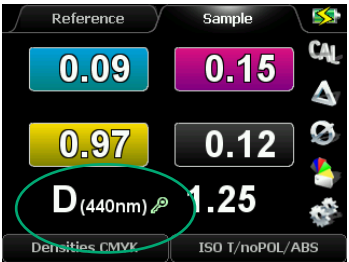 Reference Sample
CAL
0.09 0.15
0.97 0.12
D(440nm) 1.25
Densities CMYK ISO T/noPOL/ABS